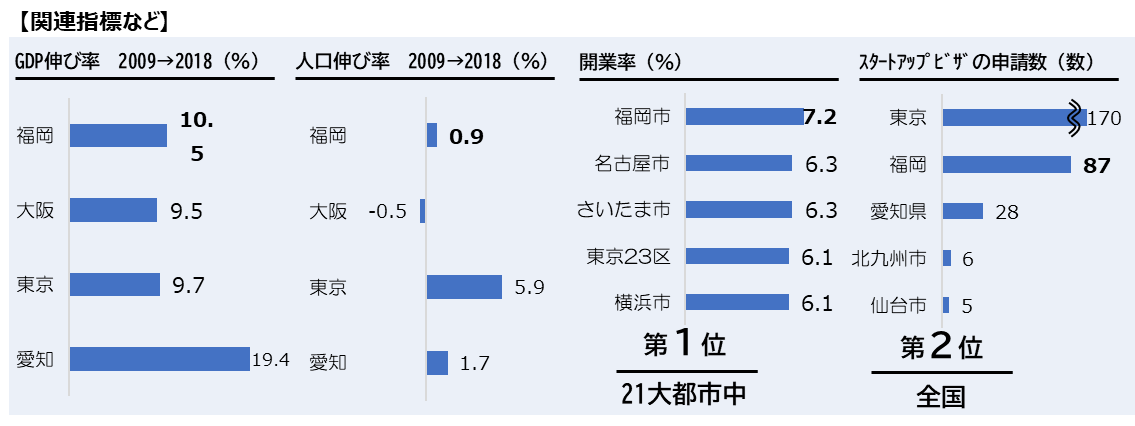 【関連指標など】
GDP伸び率　2009→2018（%）
福岡 10.5
大阪 9.5
東京 9.7
愛知 19.4
人口伸び率　2009→2018（%）
福岡 0.9
大阪 -0.5
東京 5.9
愛知 1.7
開業率（%）
福岡市 7.2
名古屋市 6.3
さいたま市 6.3
東京23区 6.1
横浜市 6.1
第1位
21大都市中
ｽﾀｰﾄアップﾋﾞｻﾞの申請数（数）
東京 170
福岡 87
愛知県 28
北九州市 6
仙台市 5
第2位
全国